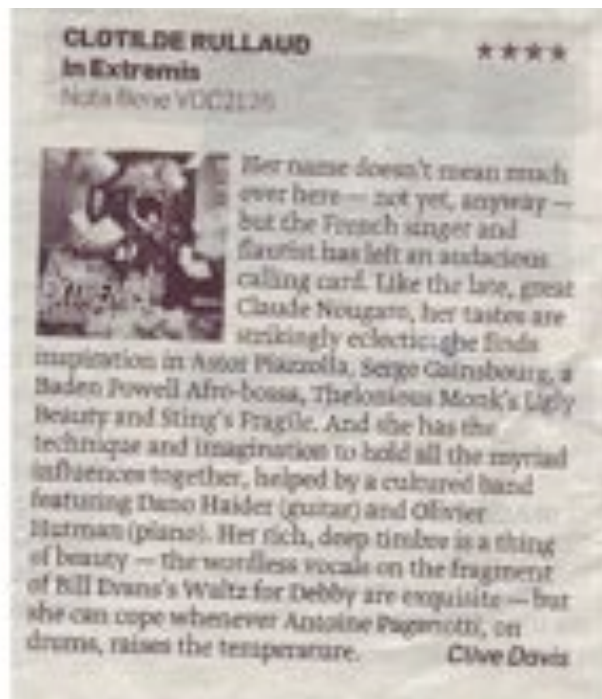 CLOTILDE RULLAUD
★★★★
In Extremis
Nota Bene VOC2126
Her name doesn't mean much
over here — not yet, anyway —
but the French singer and
flautist has left an audacious
calling card. Like the late, great
Claude Nougaro, her tastes are
strikingly eclectic: she finds
inspiration in Astor Piazzolla, Serge Gainsbourg, a
Baden Powell Afro-bossa, Thelonious Monk's Ugly
Beauty and Sting's Fragile. And she has the
technique and imagination to hold all the myriad
influences together, helped by a cultured band
featuring Dano Haider (guitar) and Olivier
Hutman (piano). Her rich, deep timbre is a thing
of beauty — the wordless vocals on the fragment
of Bill Evans's Waltz for Debby are exquisite — but
she can cope whenever Antoine Paganotti, on
drums, raises the temperature.
Clive Davis